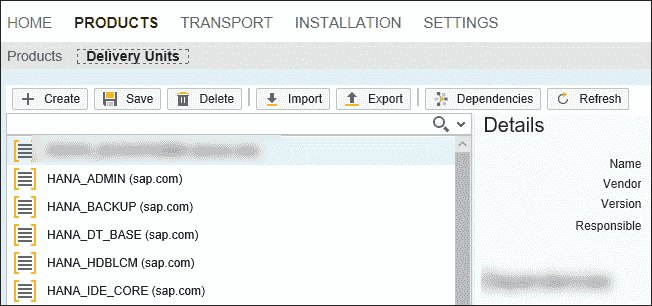 HOME PRODUCTS TRANSPORT INSTALLATION SETTINGS
Products Delivery Units
Create Save Delete Import Export Dependencies Refresh
Details
HANA_ADMIN (sap.com)
HANA_BACKUP (sap.com)
HANA_DT_BASE (sap.com)
HANA_HDBLCM (sap.com)
HANA_IDE_CORE (sap.com)
Name
Vendor
Version
Responsible